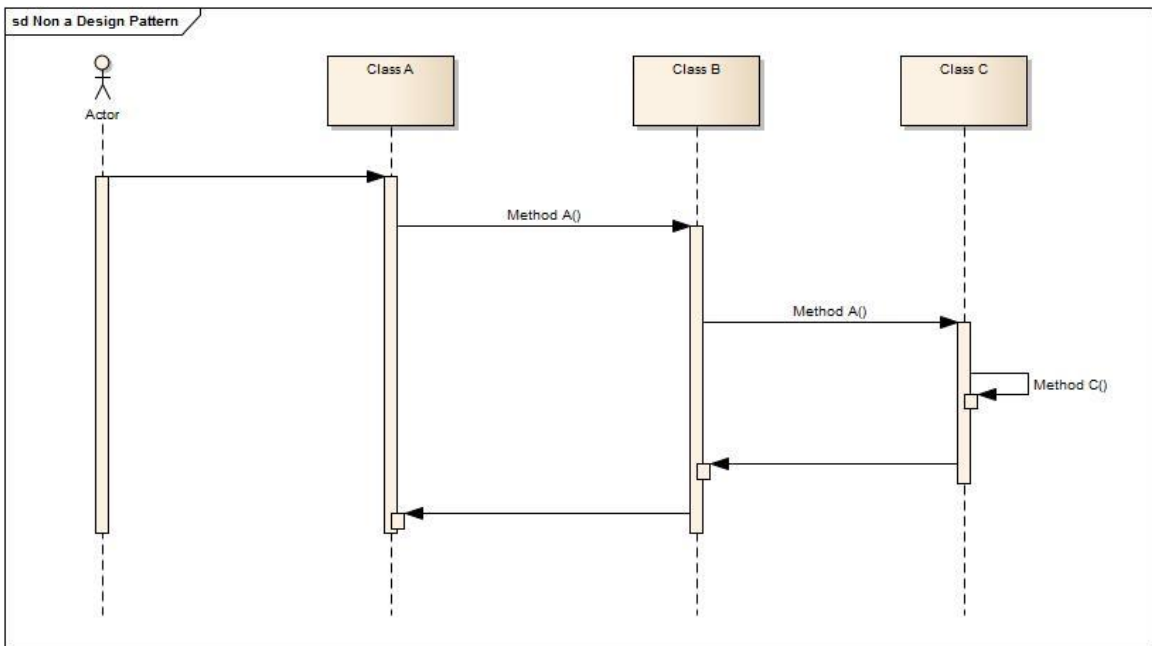 sd Non a Design Pattern
Actor
Class A
Class B
Class C
Method A()
Method A()
Method C()